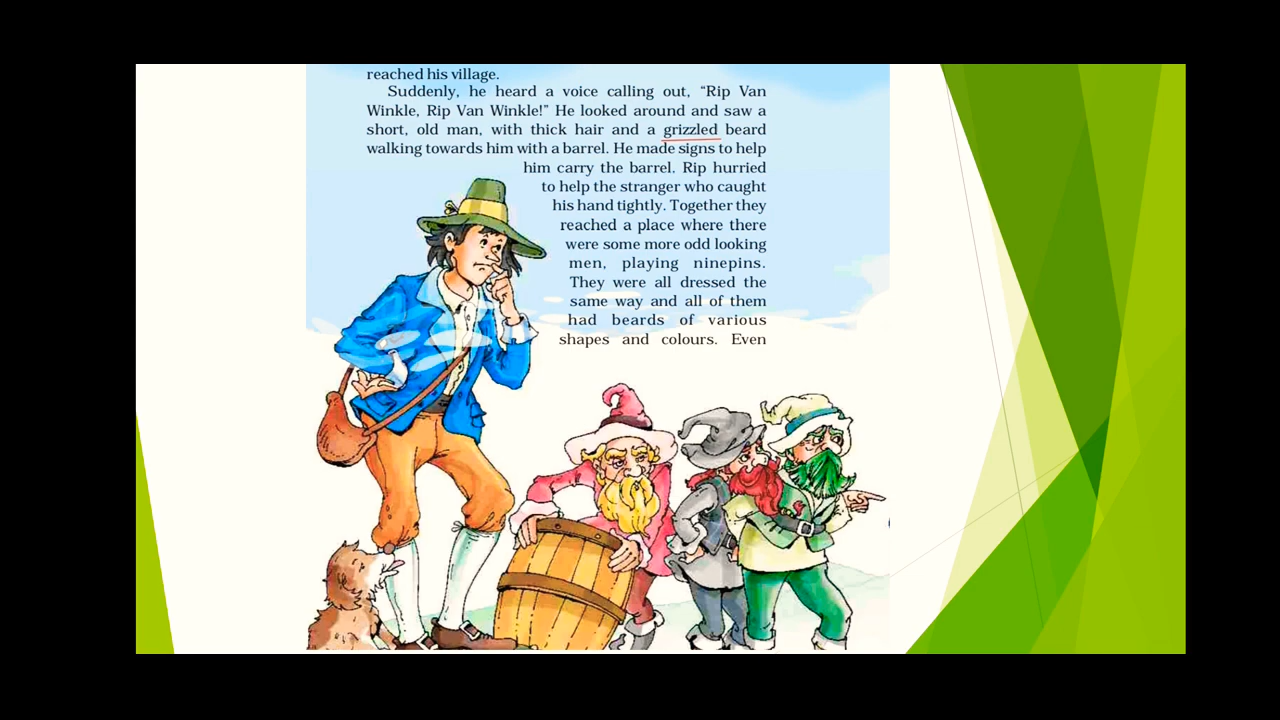 reached his village.
Suddenly, he heard a voice calling out, “Rip Van
Winkle, Rip Van Winkle!” He looked around and saw a
short, old man, with thick hair and a grizzled beard
walking towards him with a barrel. He made signs to help
him carry the barrel. Rip hurried
to help the stranger who caught
his hand tightly. Together they
reached a place where there
were some more odd looking
men, playing ninepins.
They were all dressed the
same way and all of them
had beards of various
shapes and colours. Even